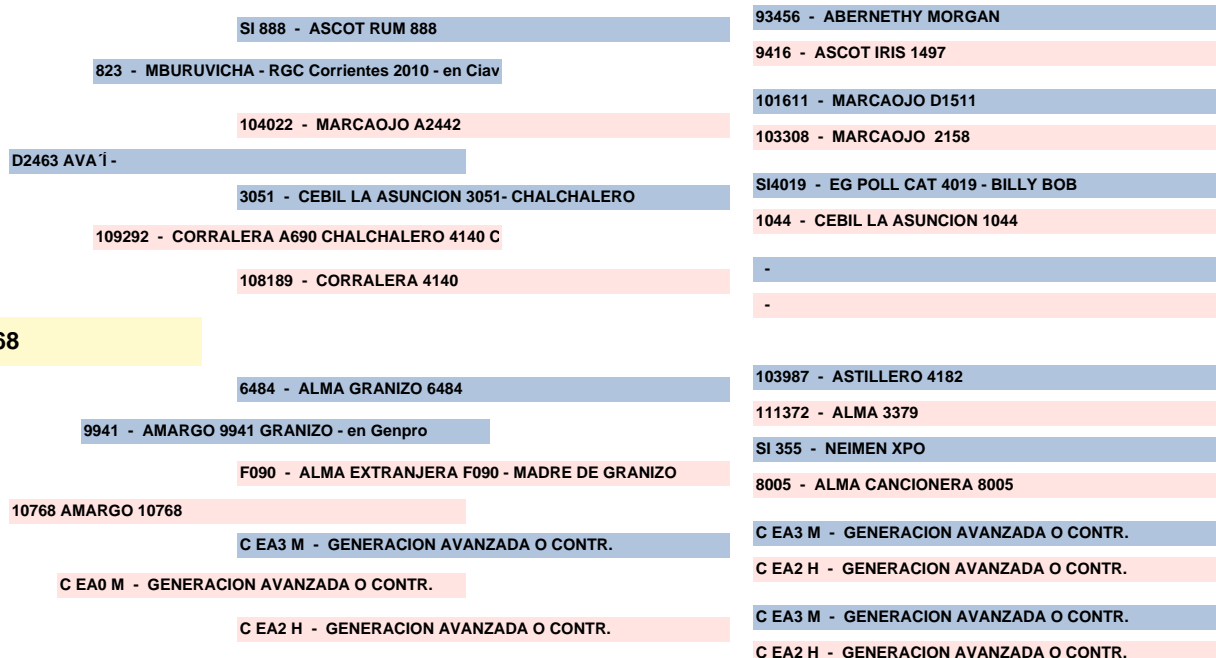 93456 - ABERNETHY MORGAN
SI 888 - ASCOT RUM 888
9416 - ASCOT IRIS 1497
823 - MBURUVICHA - RGC Corrientes 2010 - en Ciav
101611 - MARCAOJO D1511
104022 - MARCAOJO A2442
103308 - MARCAOJO 2158
D2463 AVA´Í -
SI4019 - EG POLL CAT 4019 - BILLY BOB
3051 - CEBIL LA ASUNCION 3051- CHALCHALERO
1044 - CEBIL LA ASUNCION 1044
109292 - CORRALERA A690 CHALCHALERO 4140 C
-
108189 - CORRALERA 4140
-
68
103987 - ASTILLERO 4182
6484 - ALMA GRANIZO 6484
111372 - ALMA 3379
9941 - AMARGO 9941 GRANIZO - en Genpro
SI 355 - NEIMEN XPO
F090 - ALMA EXTRANJERA F090 - MADRE DE GRANIZO
8005 - ALMA CANCIONERA 8005
10768 AMARGO 10768
C EA3 M - GENERACION AVANZADA O CONTR.
C EA3 M - GENERACION AVANZADA O CONTR.
C EA2 H - GENERACION AVANZADA O CONTR.
C EA0 M - GENERACION AVANZADA O CONTR.
C EA3 M - GENERACION AVANZADA O CONTR.
C EA2 H - GENERACION AVANZADA O CONTR.
C EA2 H - GENERACION AVANZADA O CONTR.